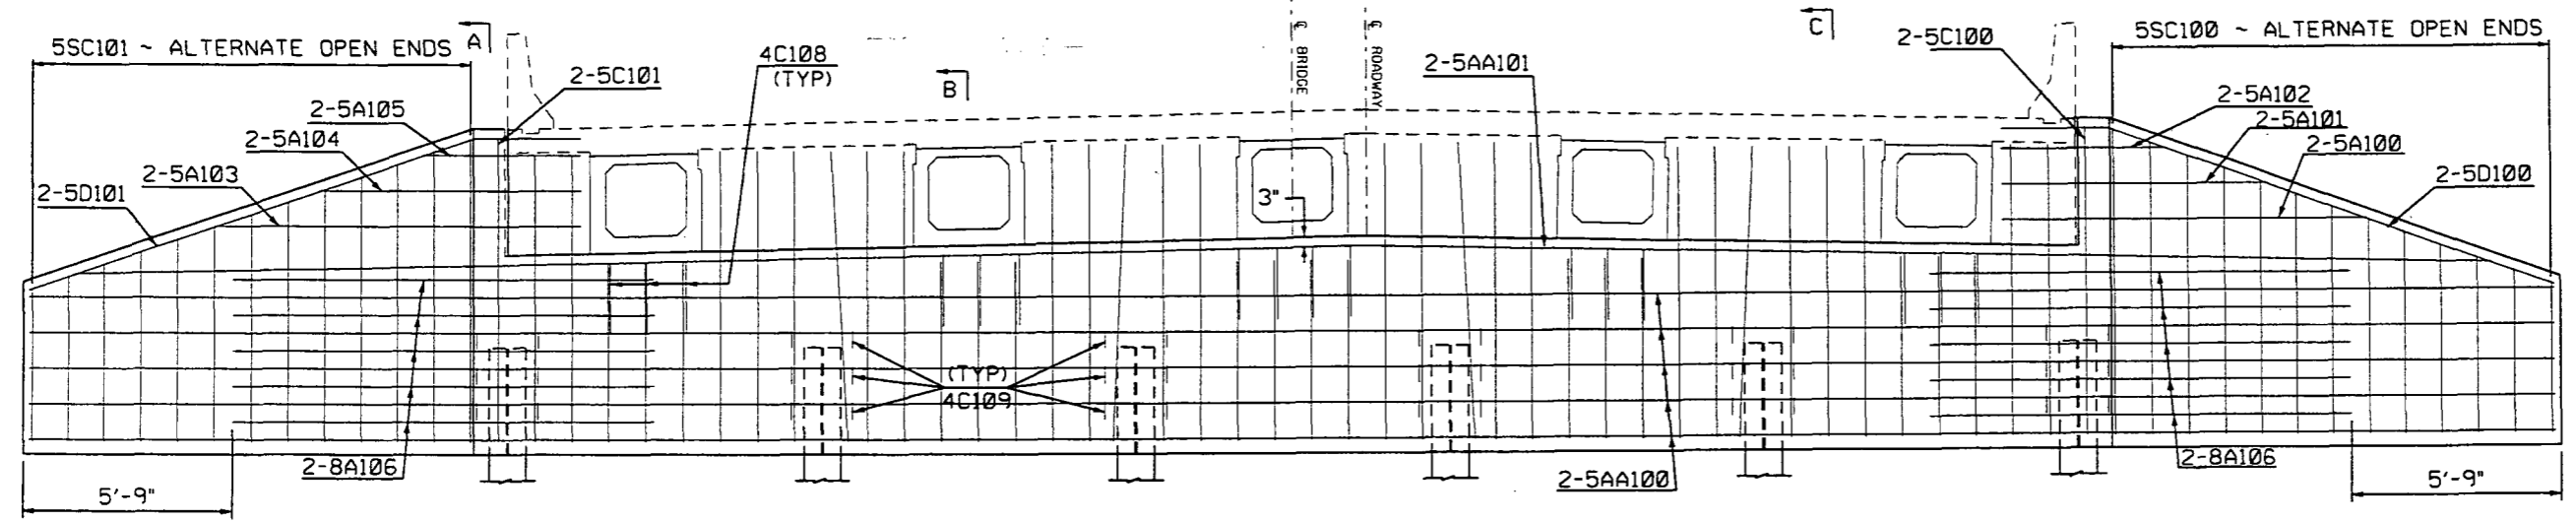 5SC101 ~ ALTERNATE OPEN ENDS
A
2-5C101
4C108
(TYP)
B
2-5AA101
℄ BRIDGE
℄ ROADWAY
C
2-5C100
5SC100 ~ ALTERNATE OPEN ENDS
2-5A105
2-5A104
2-5A103
2-5D101
2-5A102
2-5A101
2-5A100
2-5D100
3"
(TYP)
4C109
2-8A106
2-5AA100
2-8A106
5'-9"
5'-9"